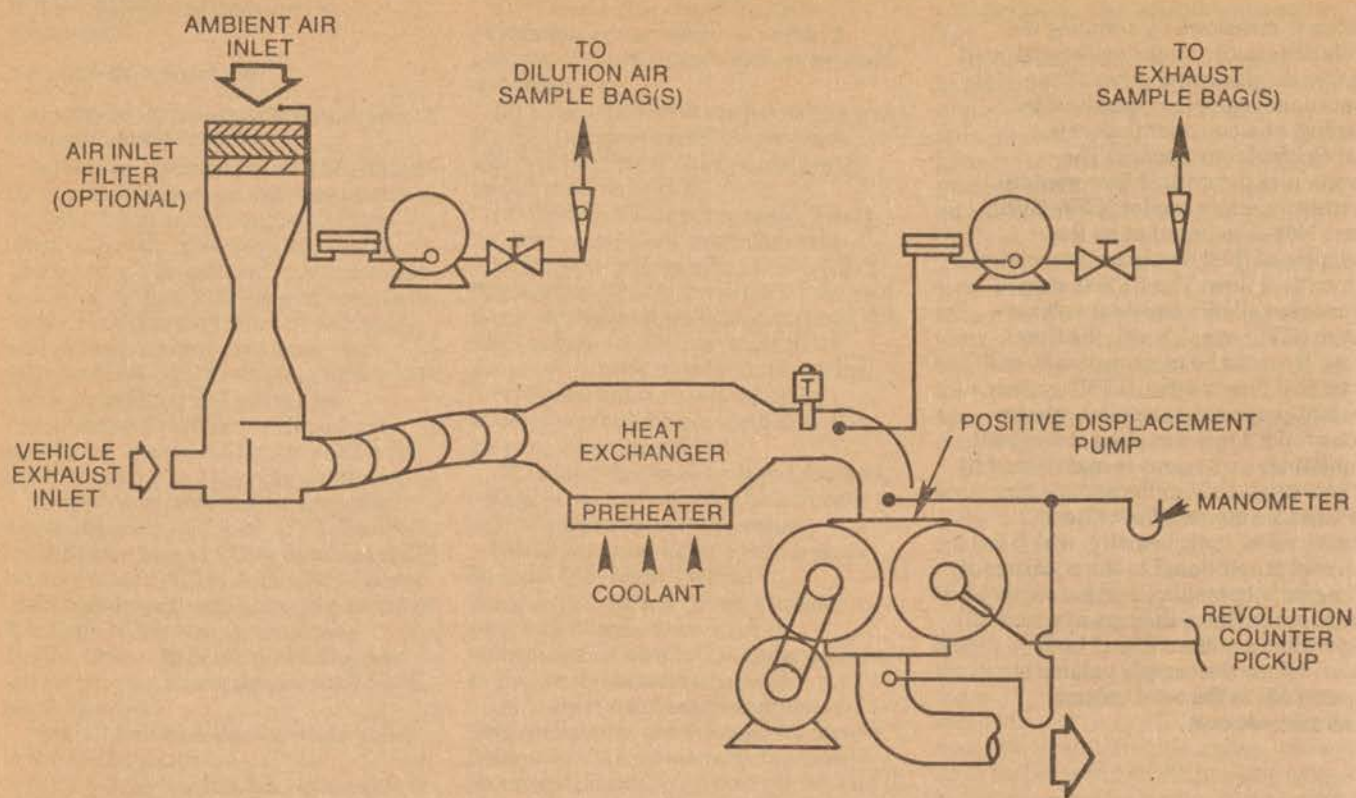 AMBIENT AIR
INLET
TO
DILUTION AIR
SAMPLE BAG(S)
TO
EXHAUST
SAMPLE BAG(S)
AIR INLET
FILTER
(OPTIONAL)
T
POSITIVE DISPLACEMENT
PUMP
VEHICLE
EXHAUST
INLET
HEAT
EXCHANGER
MANOMETER
PREHEATER
COOLANT
REVOLUTION
COUNTER
PICKUP